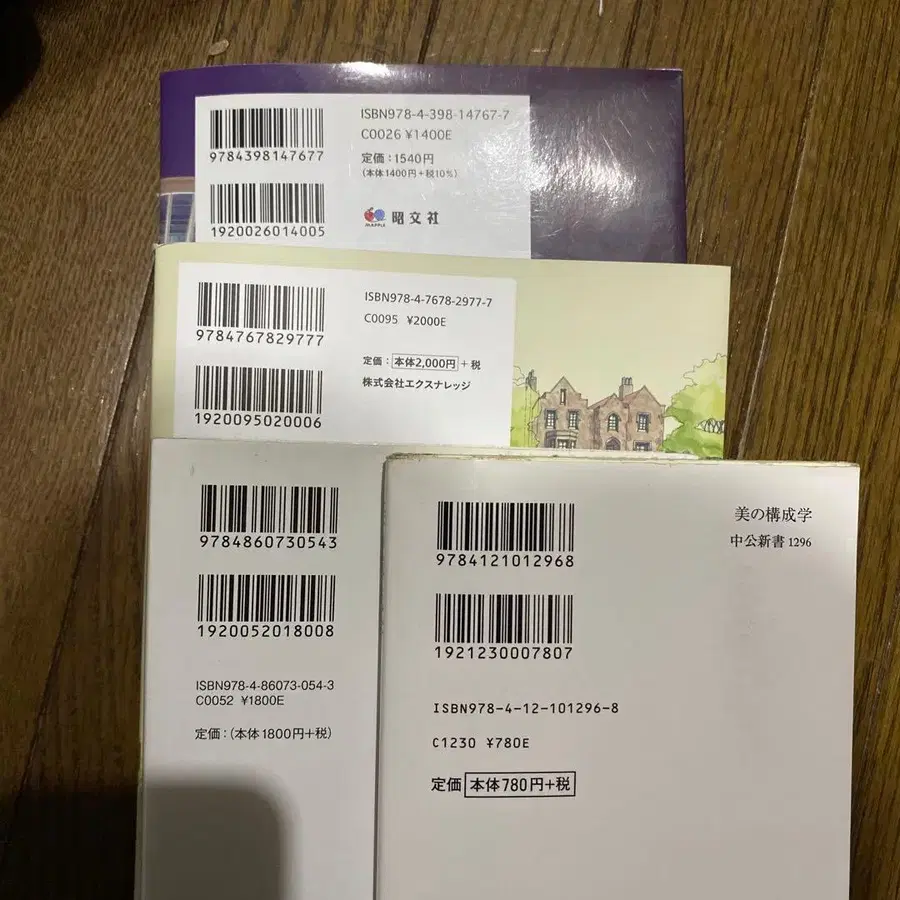 ISBN978-4-398-14767-7
C0026 ¥1400E
9784398147677
定価：1540円
（本体1400円＋税10%）
1920026014005
MAPPLE
昭文社
ISBN978-4-7678-2977-7
C0095 ¥2000E
9784767829777
定価：本体2,000円＋税
株式会社エクスナレッジ
1920095020006
9784860730543
1920052018008
ISBN978-4-86073-054-3
C0052 ¥1800E
定価：（本体1800円＋税）
美の構成学
中公新書 1296
9784121012968
1921230007807
ISBN978-4-12-101296-8
C1230 ¥780E
定価 本体780円＋税